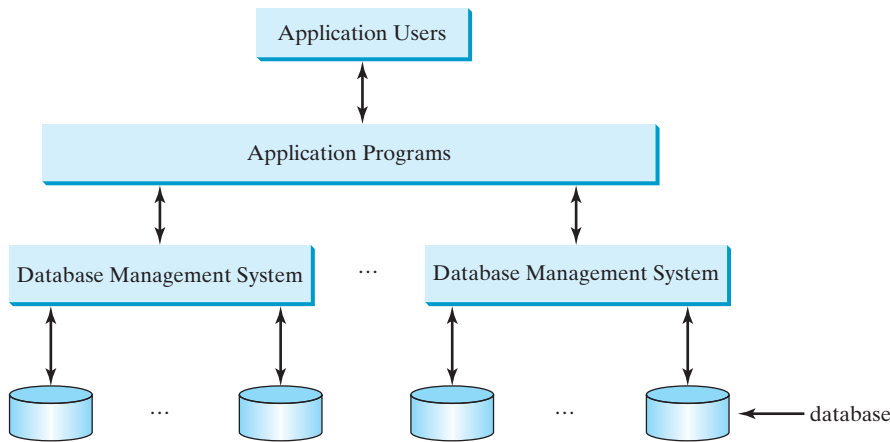 Application Users
Application Programs
Database Management System
...
Database Management System
...
...
database